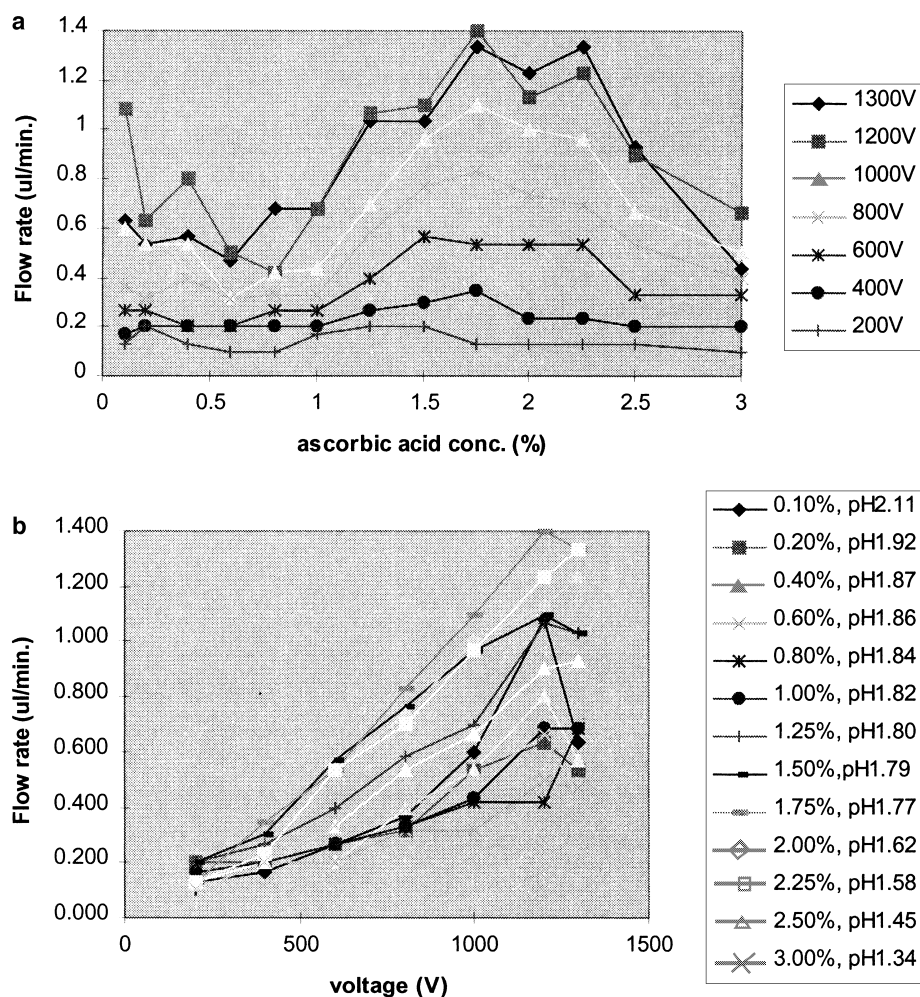 a
1.4
1.2
1
0.8
0.6
0.4
0.2
0
Flow rate (ul/min.)
0 0.5 1 1.5 2 2.5 3
ascorbic acid conc. (%)
1300V
1200V
1000V
800V
600V
400V
200V
b
1.400
1.200
1.000
0.800
0.600
0.400
0.200
0.000
Flow rate (ul/min.)
0 500 1000 1500
voltage (V)
0.10%, pH2.11
0.20%, pH1.92
0.40%, pH1.87
0.60%, pH1.86
0.80%, pH1.84
1.00%, pH1.82
1.25%, pH1.80
1.50%,pH1.79
1.75%, pH1.77
2.00%, pH1.62
2.25%, pH1.58
2.50%, pH1.45
3.00%, pH1.34